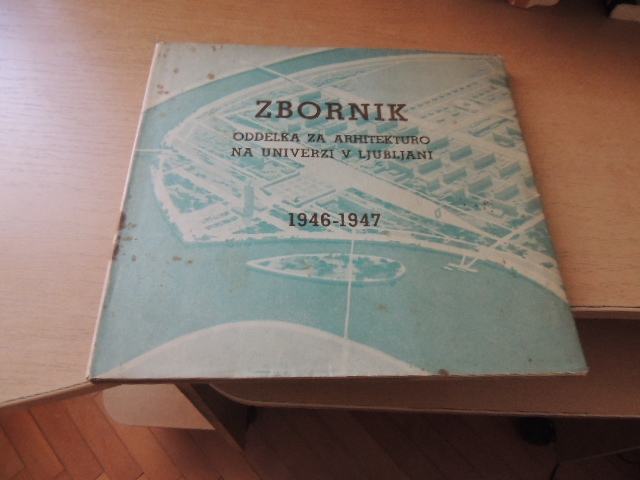 ZBORNIK
ODDELKA ZA ARHITEKTURO
NA UNIVERZI V LJUBLJANI
1946-1947